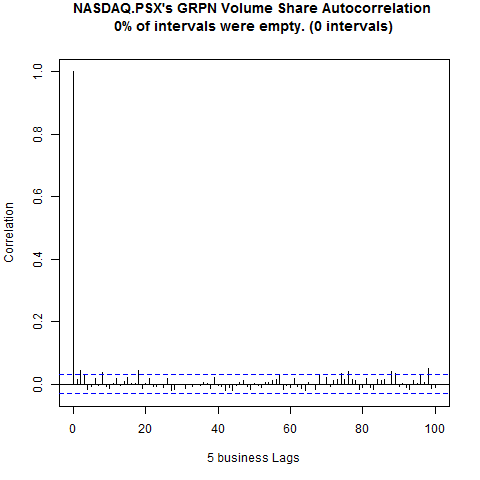 NASDAQ.PSX's GRPN Volume Share Autocorrelation
0% of intervals were empty. (0 intervals)
Correlation
1.0
0.8
0.6
0.4
0.2
0.0
0 20 40 60 80 100
5 business Lags